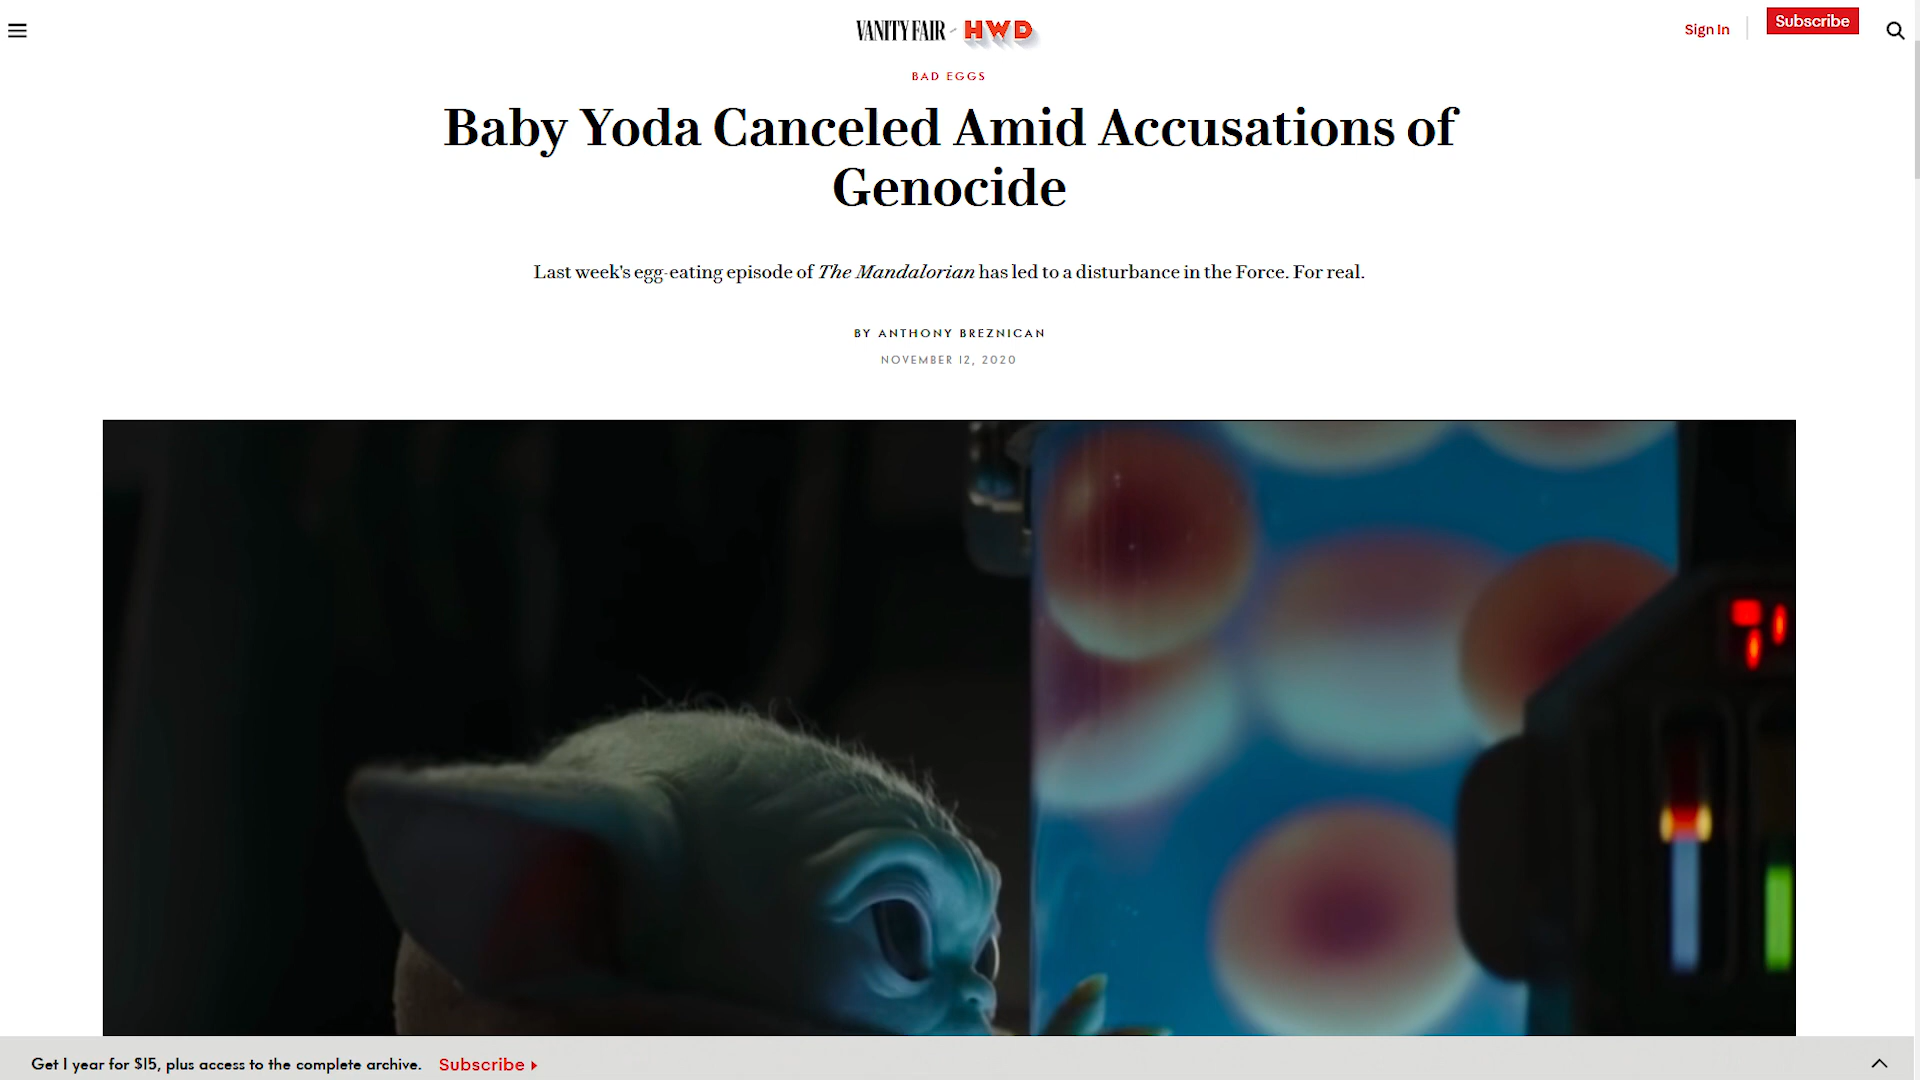 VANITY FAIR
HWD
Sign In
Subscribe
BAD EGGS
Baby Yoda Canceled Amid Accusations of
Genocide
Last week's egg-eating episode of The Mandalorian has led to a disturbance in the Force. For real.
BY ANTHONY BREZNICAN
NOVEMBER 12, 2020
Get 1 year for $15, plus access to the complete archive. Subscribe